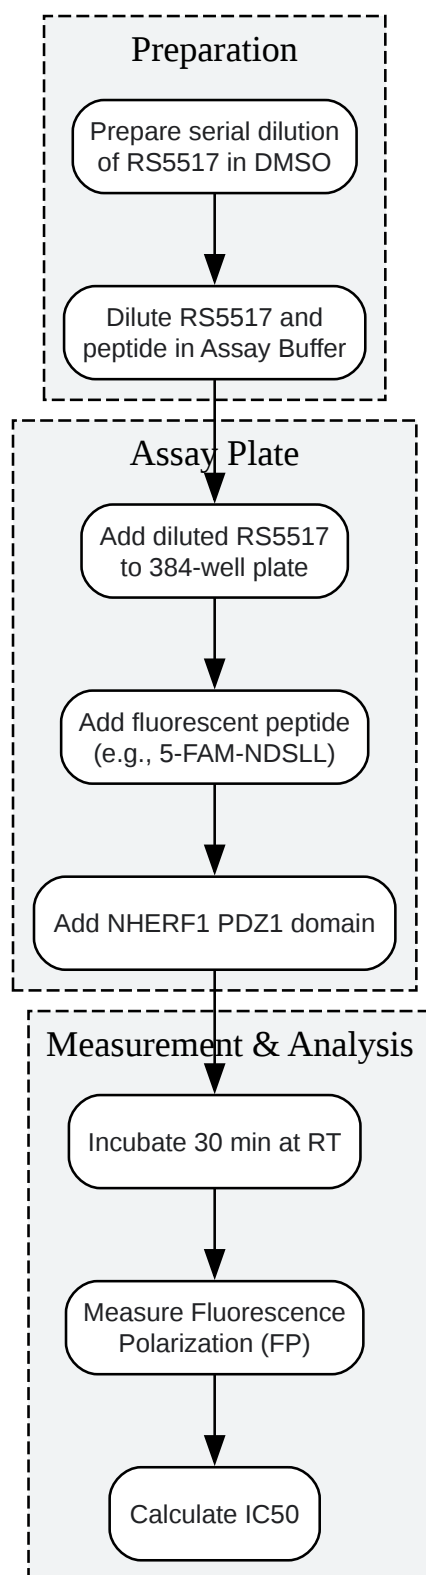 Preparation
Prepare serial dilution
of RS5517 in DMSO
Dilute RS5517 and
peptide in Assay Buffer
Assay Plate
Add diluted RS5517
to 384-well plate
Add fluorescent peptide
(e.g., 5-FAM-NDSLL)
Add NHERF1 PDZ1 domain
Measurement & Analysis
Incubate 30 min at RT
Measure Fluorescence
Polarization (FP)
Calculate IC50